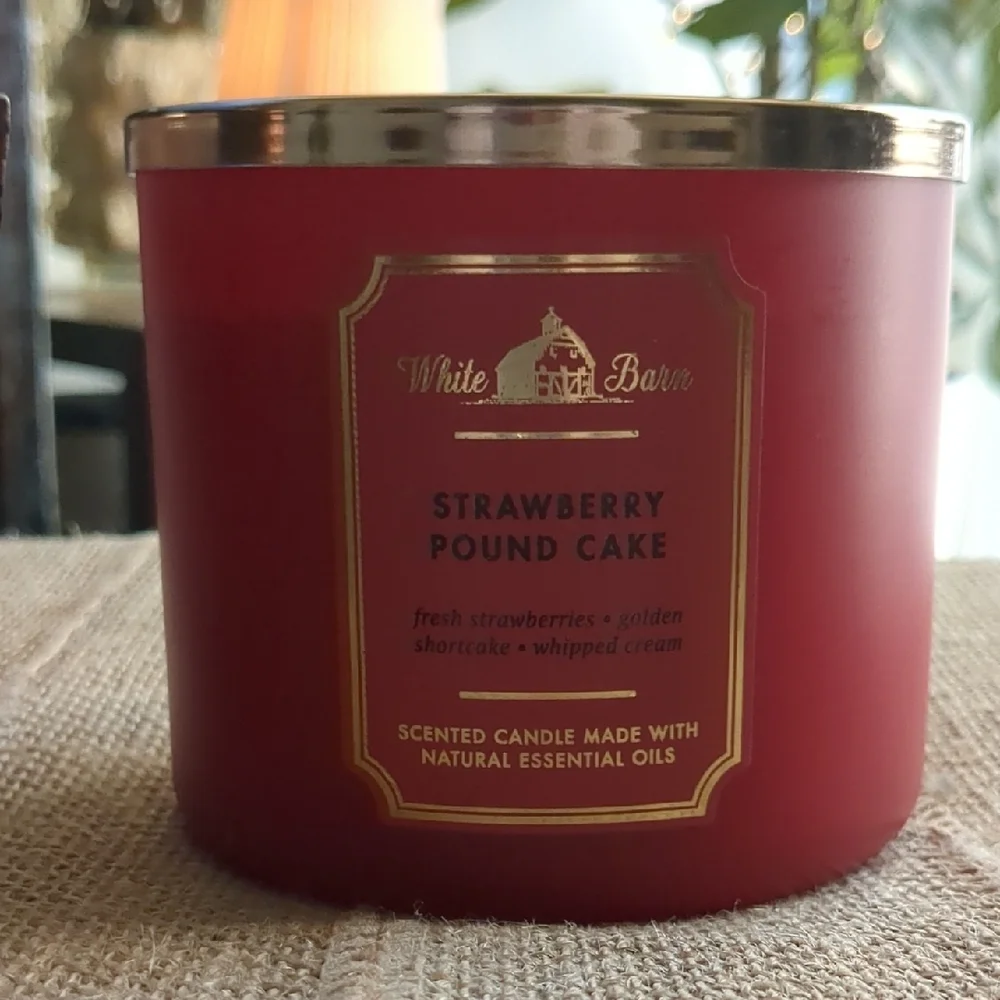 White Barn
STRAWBERRY
POUND CAKE
fresh strawberries • golden
shortcake • whipped cream
SCENTED CANDLE MADE WITH
NATURAL ESSENTIAL OILS